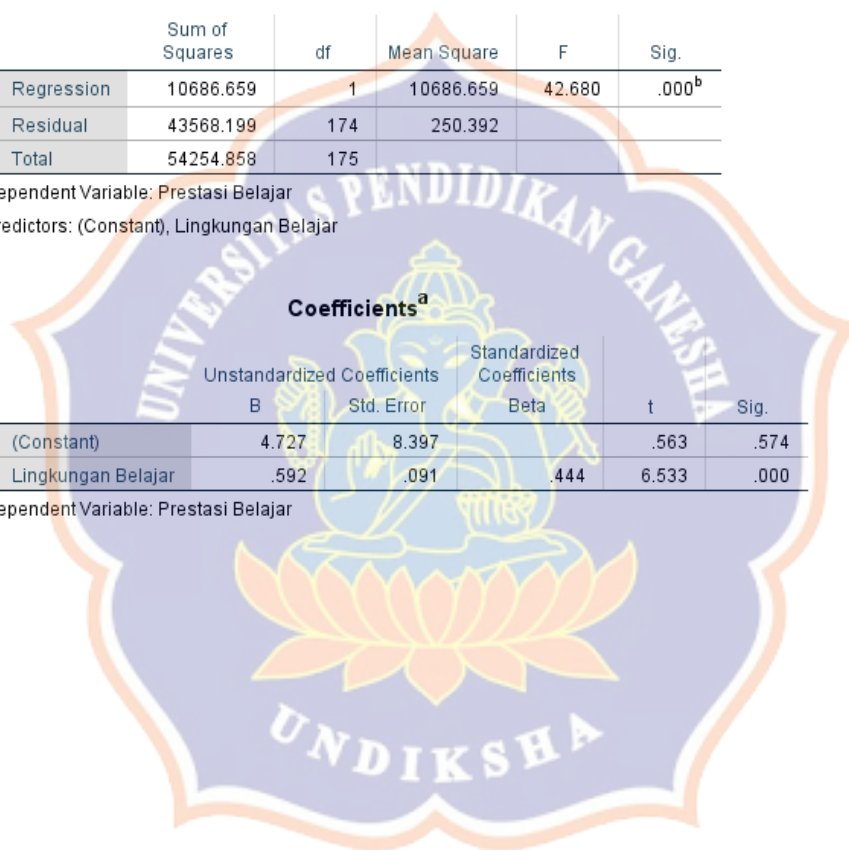 Sum of Squares df Mean Square F Sig.
Regression 10686.659 1 10686.659 42.680 .000b
Residual 43568.199 174 250.392
Total 54254.858 175
ependent Variable: Prestasi Belajar
redictors: (Constant), Lingkungan Belajar
Coefficientsa
Unstandardized Coefficients Standardized Coefficients
B Std. Error Beta t Sig.
(Constant) 4.727 8.397 .563 .574
Lingkungan Belajar .592 .091 .444 6.533 .000
ependent Variable: Prestasi Belajar
UNIVERSITAS PENDIDIKAN GANESHA
UNDIKSHA